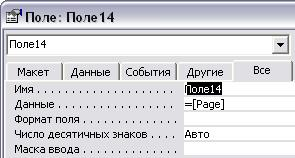 Поле: Поле14
Поле14
Макет Данные События Другие Все
Имя . . . . . . . . . . . . . . . . . . . . Поле14
Данные . . . . . . . . . . . . . . . . . =[Page]
Формат поля . . . . . . . . . . . .
Число десятичных знаков . . . . . Авто
Маска ввода . . . . . . . . . . . .